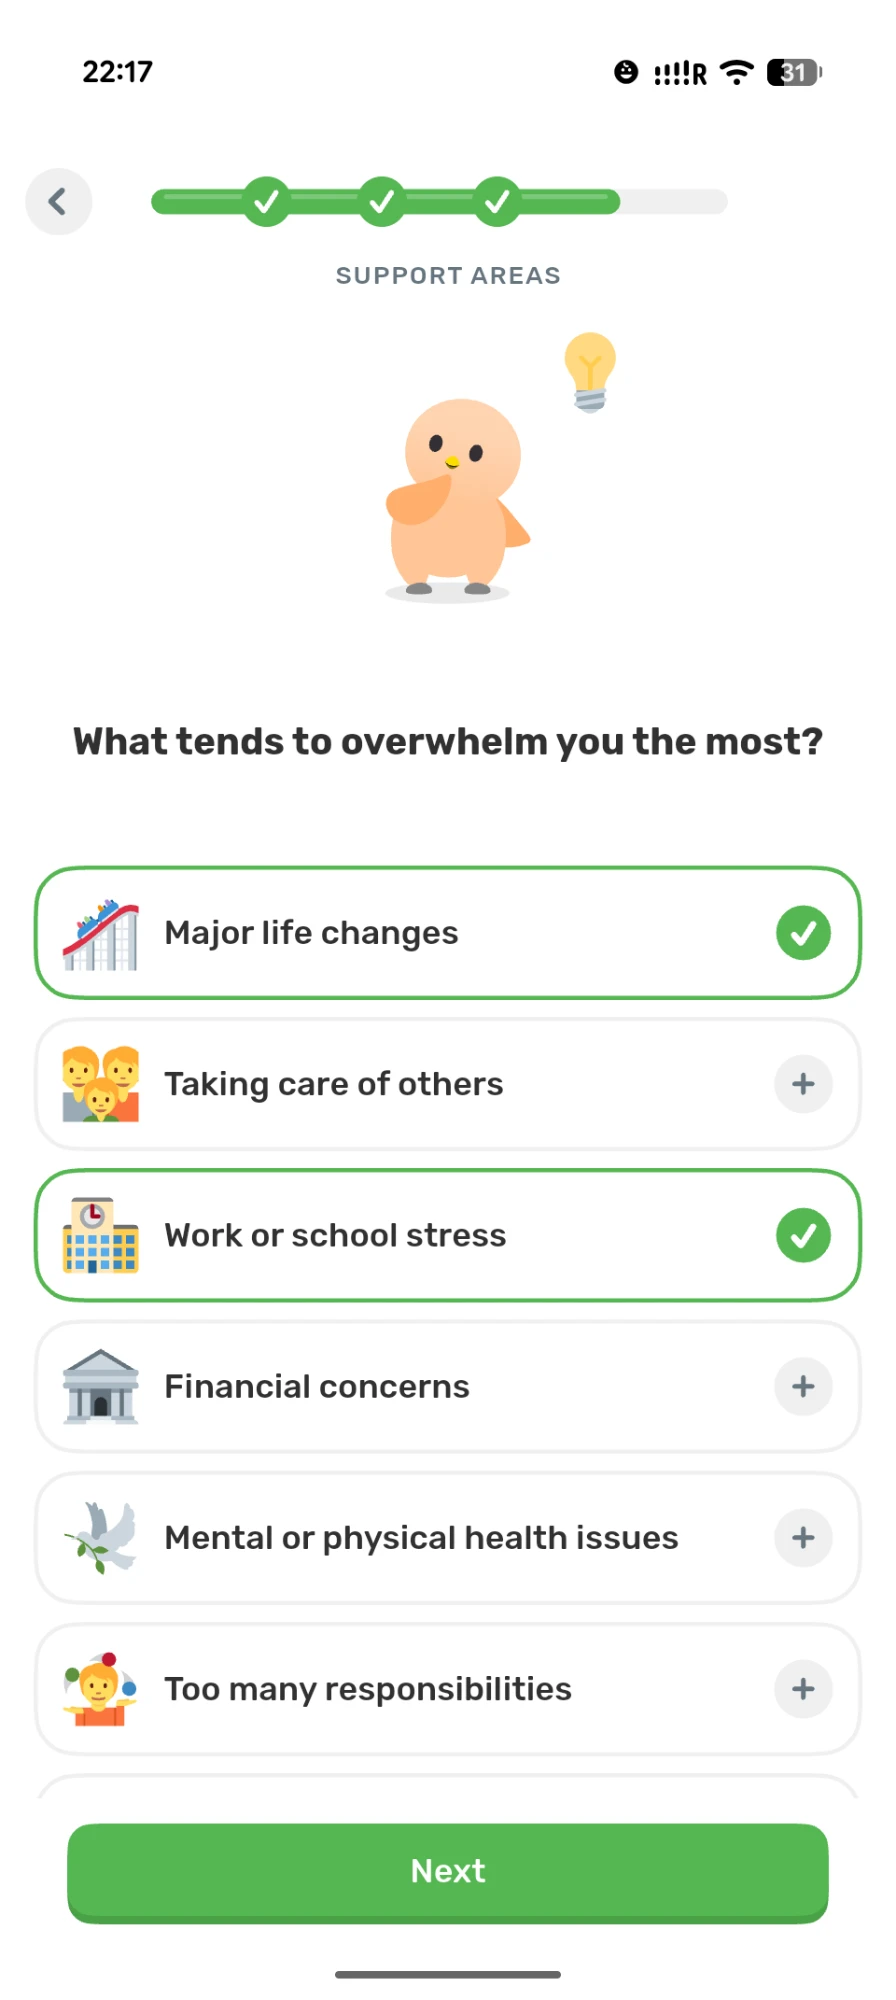 22:17
31
SUPPORT AREAS
What tends to overwhelm you the most?
Major life changes
Taking care of others
Work or school stress
Financial concerns
Mental or physical health issues
Too many responsibilities
Next